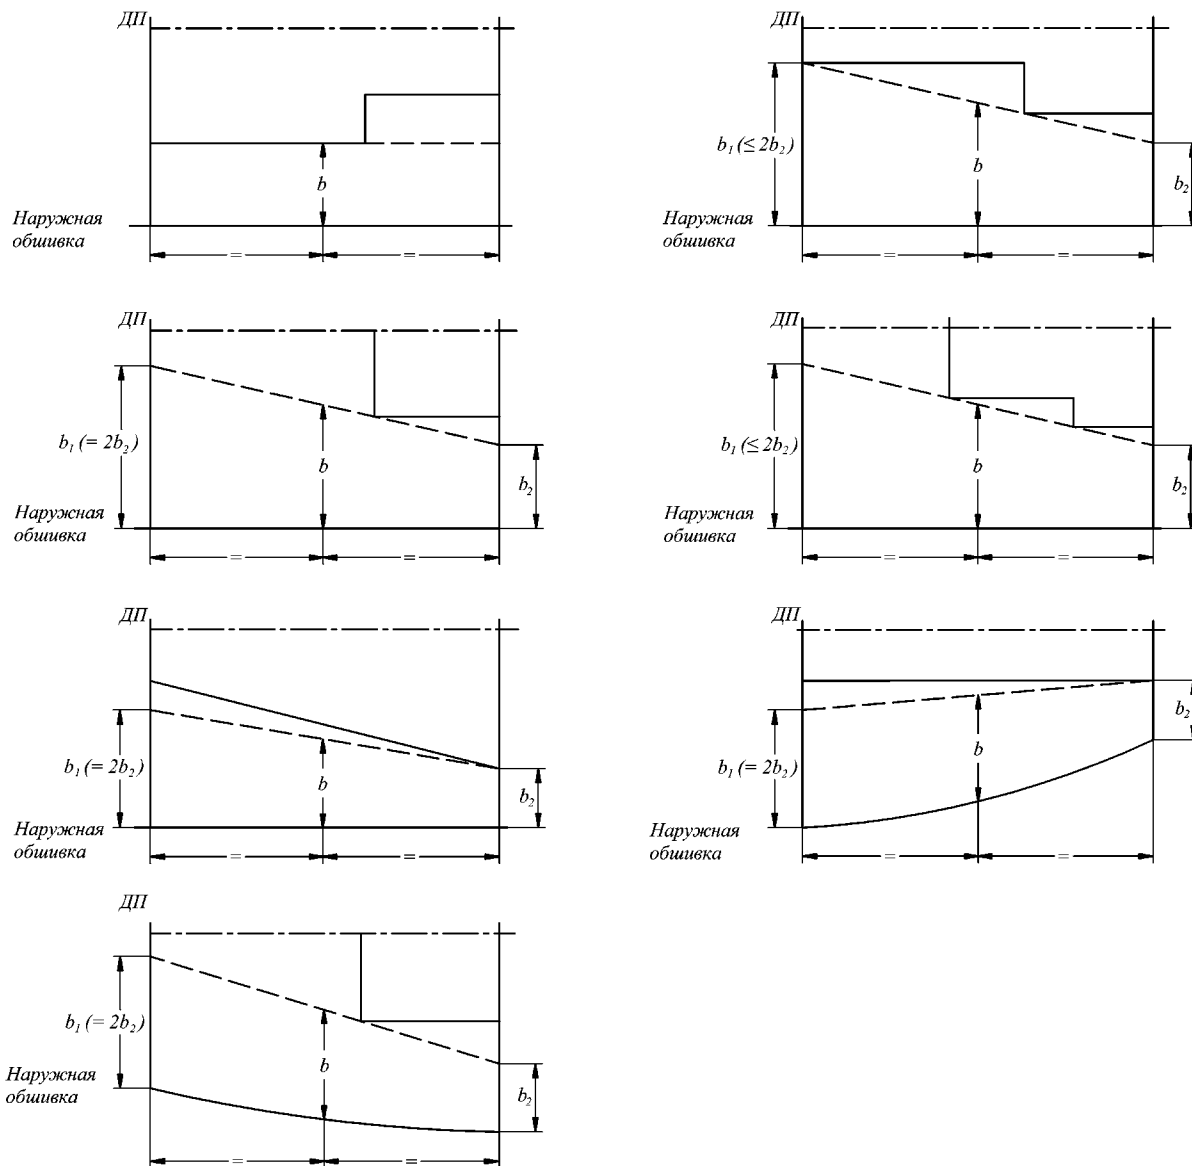 ДП
b
Наружная
обшивка
=
=
ДП
b₁ (≤ 2b₂)
b
b₂
Наружная
обшивка
=
=
ДП
b₁ (= 2b₂)
b
b₂
Наружная
обшивка
=
=
ДП
b₁ (≤ 2b₂)
b
b₂
Наружная
обшивка
=
=
ДП
b₁ (= 2b₂)
b
b₂
Наружная
обшивка
=
=
ДП
b₂
b
b₁ (= 2b₂)
Наружная
обшивка
=
=
ДП
b₁ (= 2b₂)
b
Наружная
обшивка
b₂
=
=